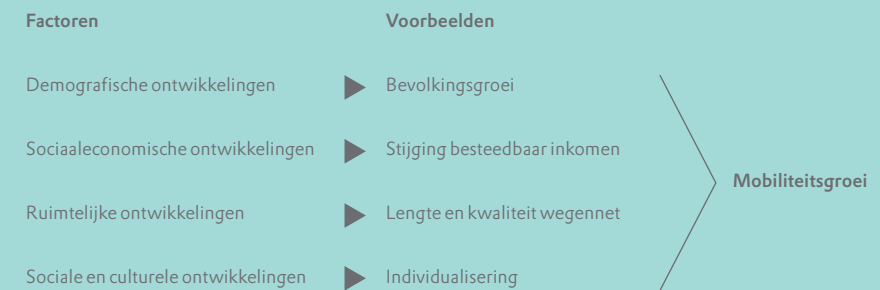 Factoren Voorbeelden
Demografische ontwikkelingen Bevolkingsgroei
Sociaaleconomische ontwikkelingen Stijging besteedbaar inkomen
Mobiliteitsgroei
Ruimtelijke ontwikkelingen Lengte en kwaliteit wegennet
Sociale en culturele ontwikkelingen Individualisering